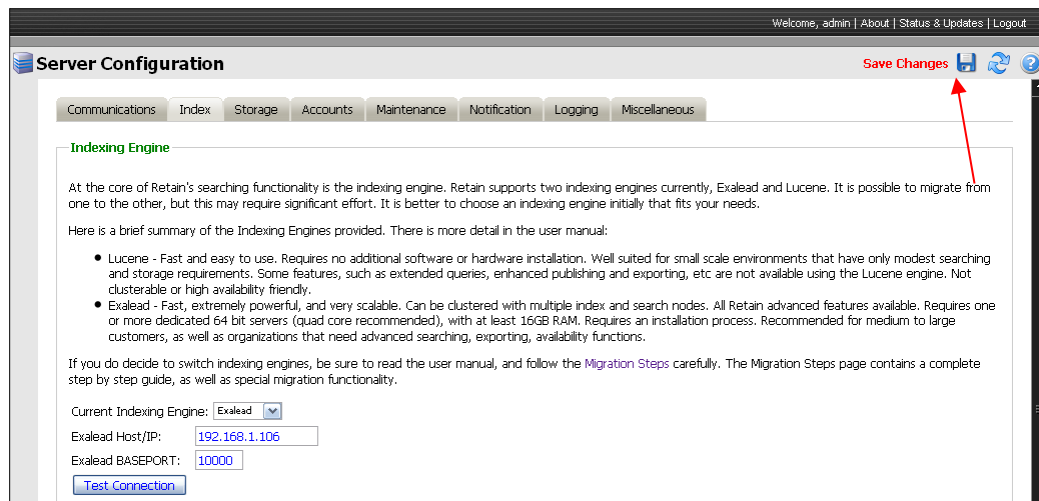 Welcome, admin | About | Status & Updates | Logout
Server Configuration
Save Changes
Communications Index Storage Accounts Maintenance Notification Logging Miscellaneous
Indexing Engine
At the core of Retain's searching functionality is the indexing engine. Retain supports two indexing engines currently, Exalead and Lucene. It is possible to migrate from
one to the other, but this may require significant effort. It is better to choose an indexing engine initially that fits your needs.
Here is a brief summary of the Indexing Engines provided. There is more detail in the user manual:
● Lucene - Fast and easy to use. Requires no additional software or hardware installation. Well suited for small scale environments that have only modest searching
and storage requirements. Some features, such as extended queries, enhanced publishing and exporting, etc are not available using the Lucene engine. Not
clusterable or high availability friendly.
● Exalead - Fast, extremely powerful, and very scalable. Can be clustered with multiple index and search nodes. All Retain advanced features available. Requires one
or more dedicated 64 bit servers (quad core recommended), with at least 16GB RAM. Requires an installation process. Recommended for medium to large
customers, as well as organizations that need advanced searching, exporting, availability functions.
If you do decide to switch indexing engines, be sure to read the user manual, and follow the Migration Steps carefully. The Migration Steps page contains a complete
step by step guide, as well as special migration functionality.
Current Indexing Engine: Exalead
Exalead Host/IP: 192.168.1.106
Exalead BASEPORT: 10000
Test Connection